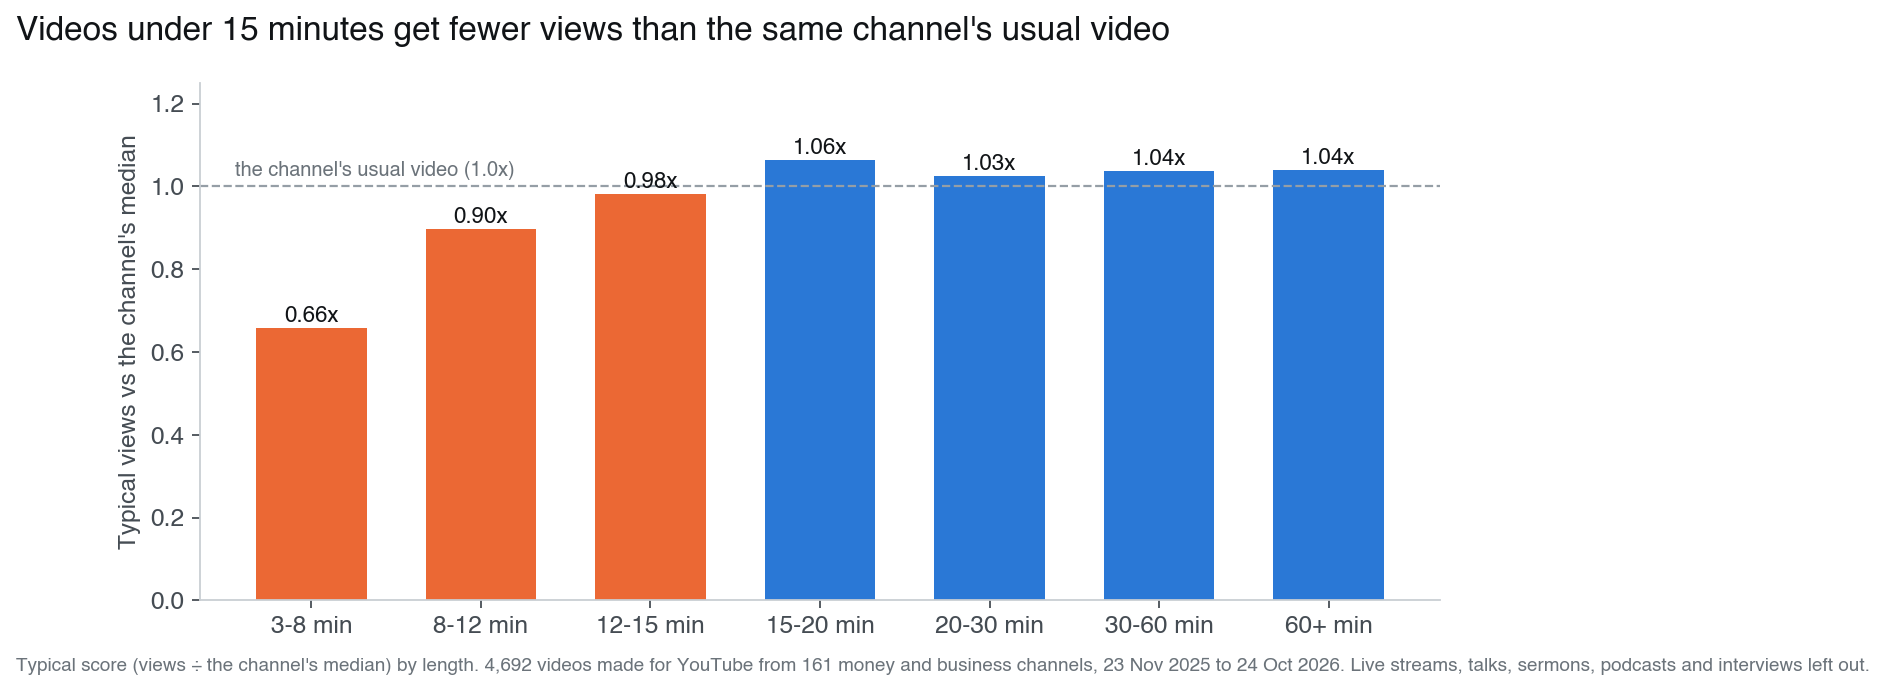 Videos under 15 minutes get fewer views than the same channel's usual video
Typical views vs the channel's median
1.2
1.0
0.8
0.6
0.4
0.2
0.0
the channel's usual video (1.0x)
0.66x
0.90x
0.98x
1.06x
1.03x
1.04x
1.04x
3-8 min
8-12 min
12-15 min
15-20 min
20-30 min
30-60 min
60+ min
Typical score (views ÷ the channel's median) by length. 4,692 videos made for YouTube from 161 money and business channels, 23 Nov 2025 to 24 Oct 2026. Live streams, talks, sermons, podcasts and interviews left out.